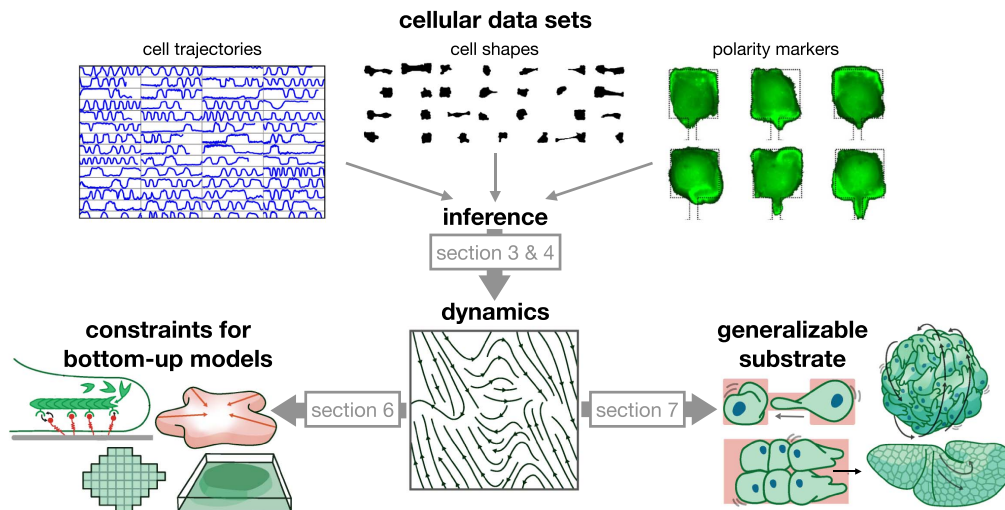 cellular data sets
cell trajectories
cell shapes
polarity markers
inference
section 3 & 4
dynamics
constraints for
bottom-up models
generalizable
substrate
section 6
section 7